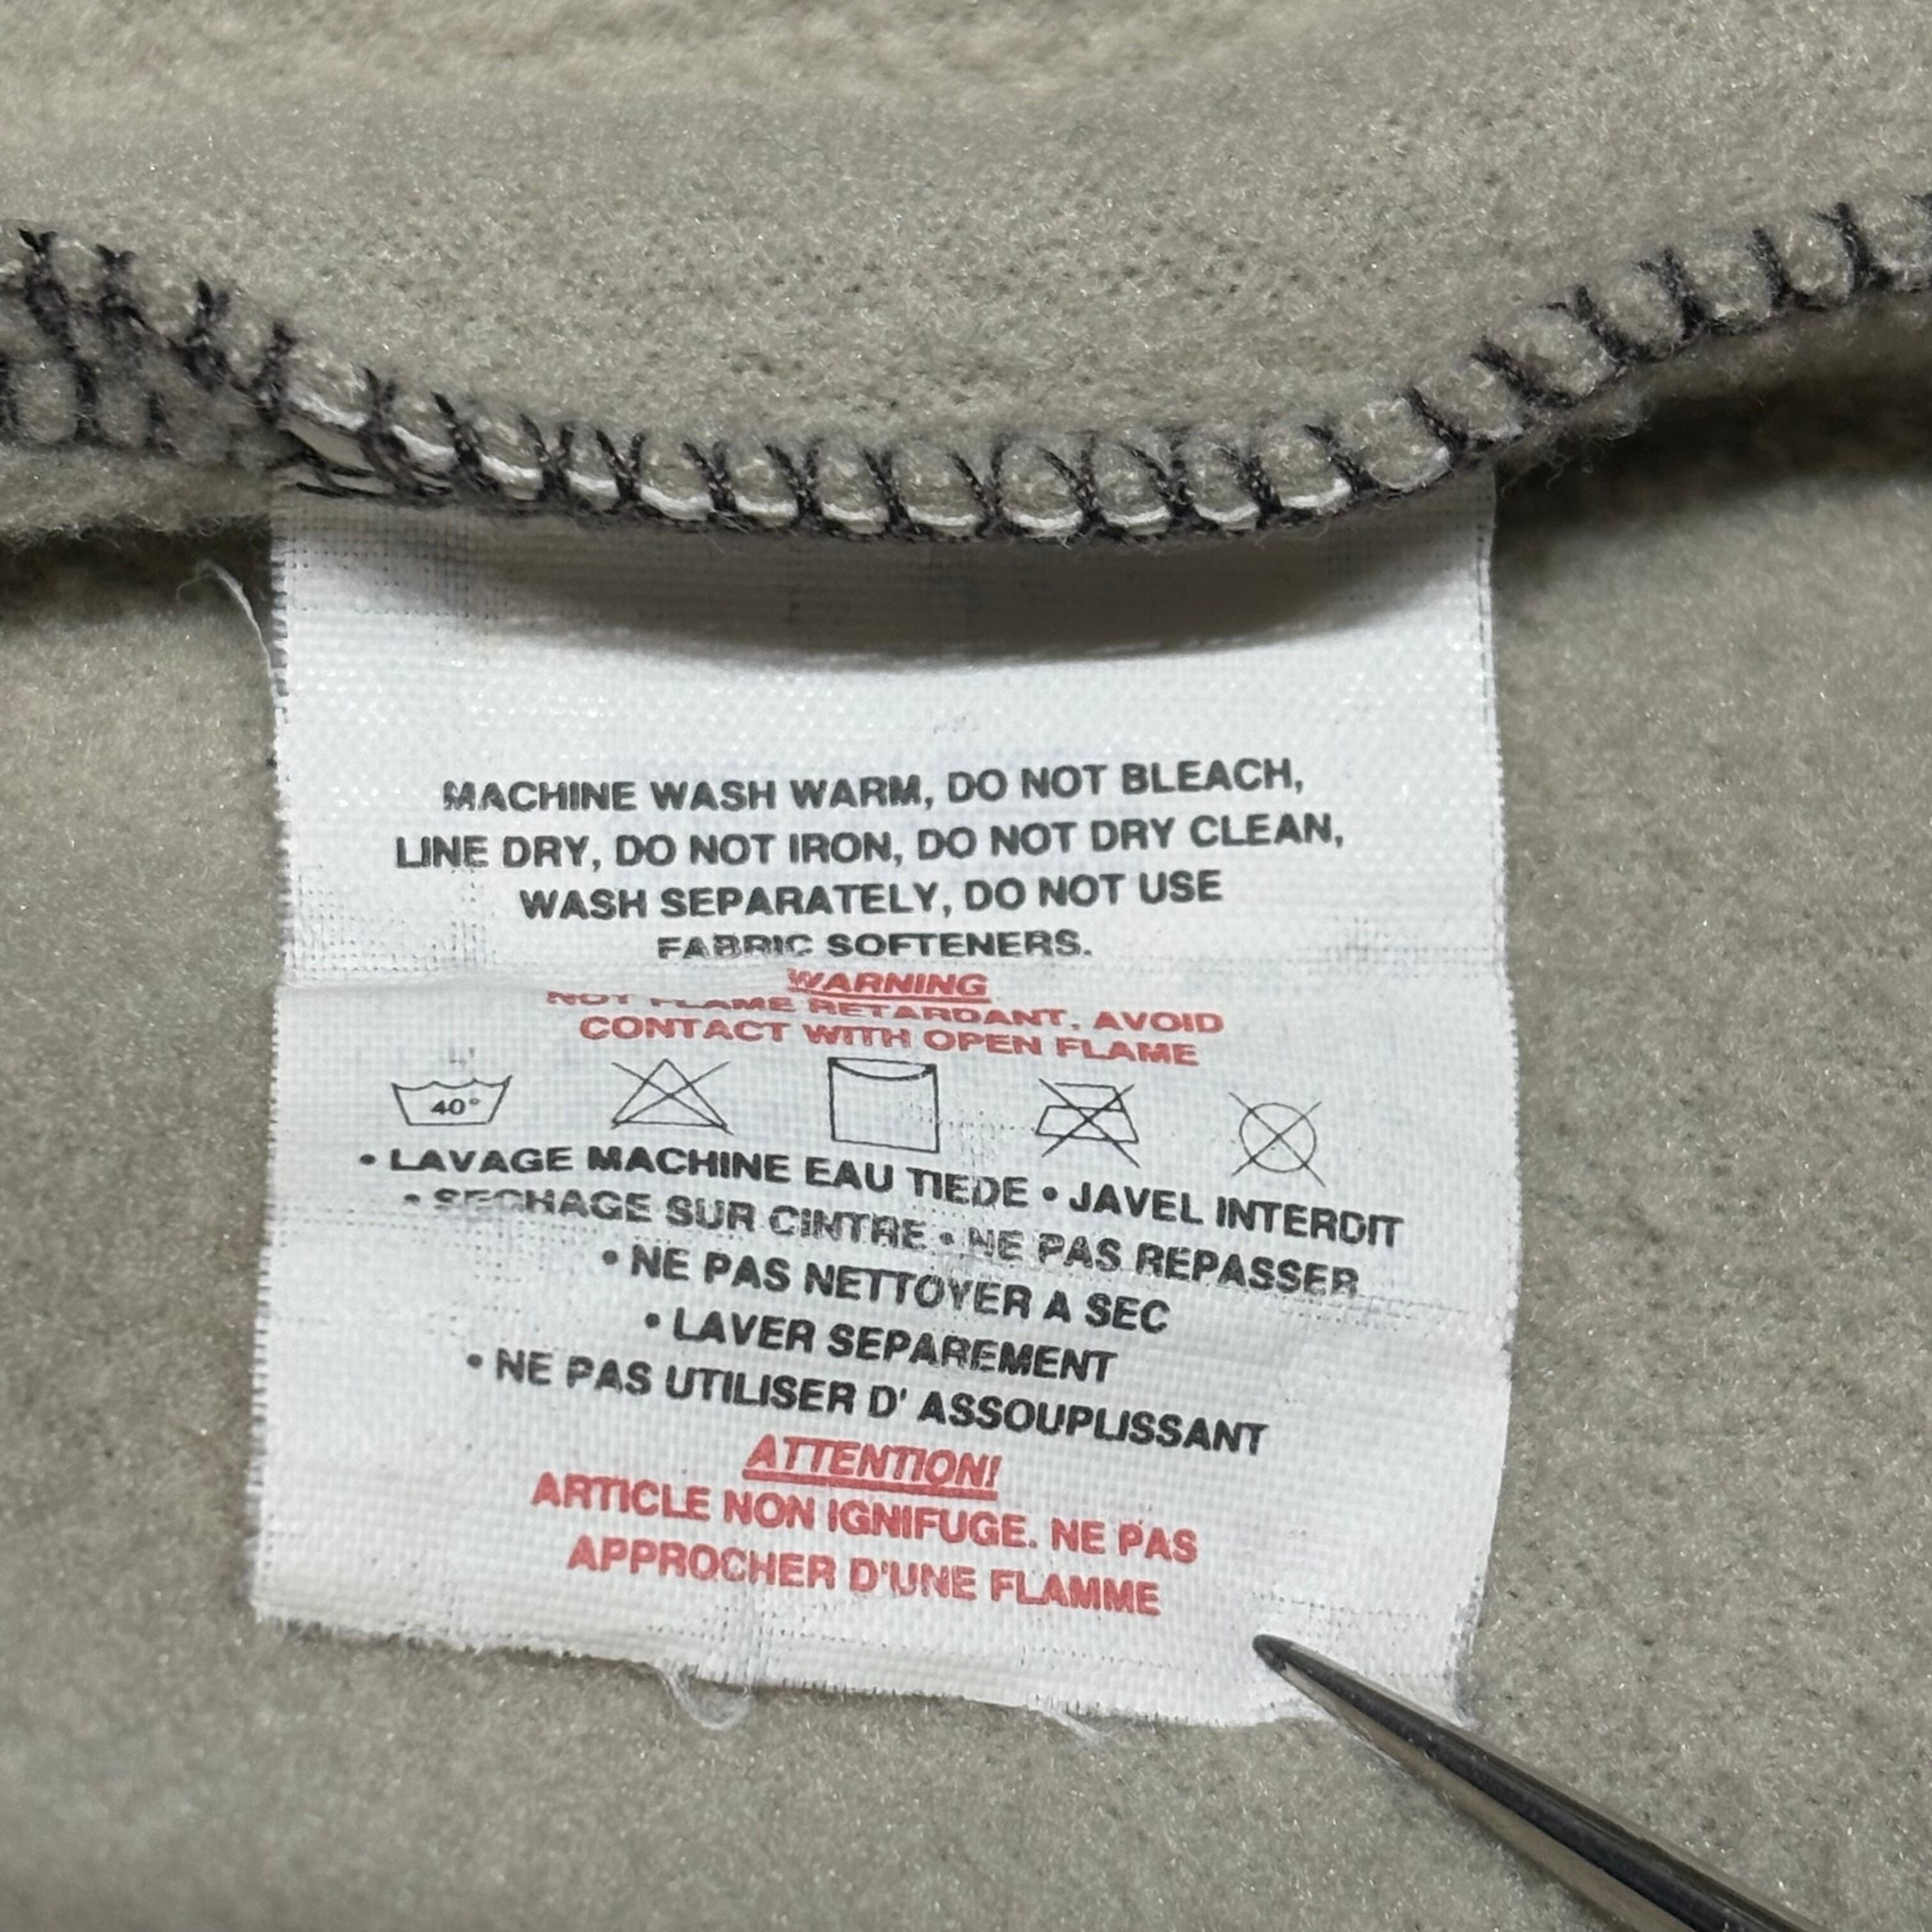 MACHINE WASH WARM, DO NOT BLEACH,
LINE DRY, DO NOT IRON, DO NOT DRY CLEAN,
WASH SEPARATELY, DO NOT USE
FABRIC SOFTENERS.
WARNING
NOT FLAME RETARDANT, AVOID
CONTACT WITH OPEN FLAME
40°
• LAVAGE MACHINE EAU TIEDE • JAVEL INTERDIT
• SECHAGE SUR CINTRE • NE PAS REPASSER
• NE PAS NETTOYER A SEC
• LAVER SEPAREMENT
• NE PAS UTILISER D' ASSOUPLISSANT
ATTENTION!
ARTICLE NON IGNIFUGE. NE PAS
APPROCHER D'UNE FLAMME